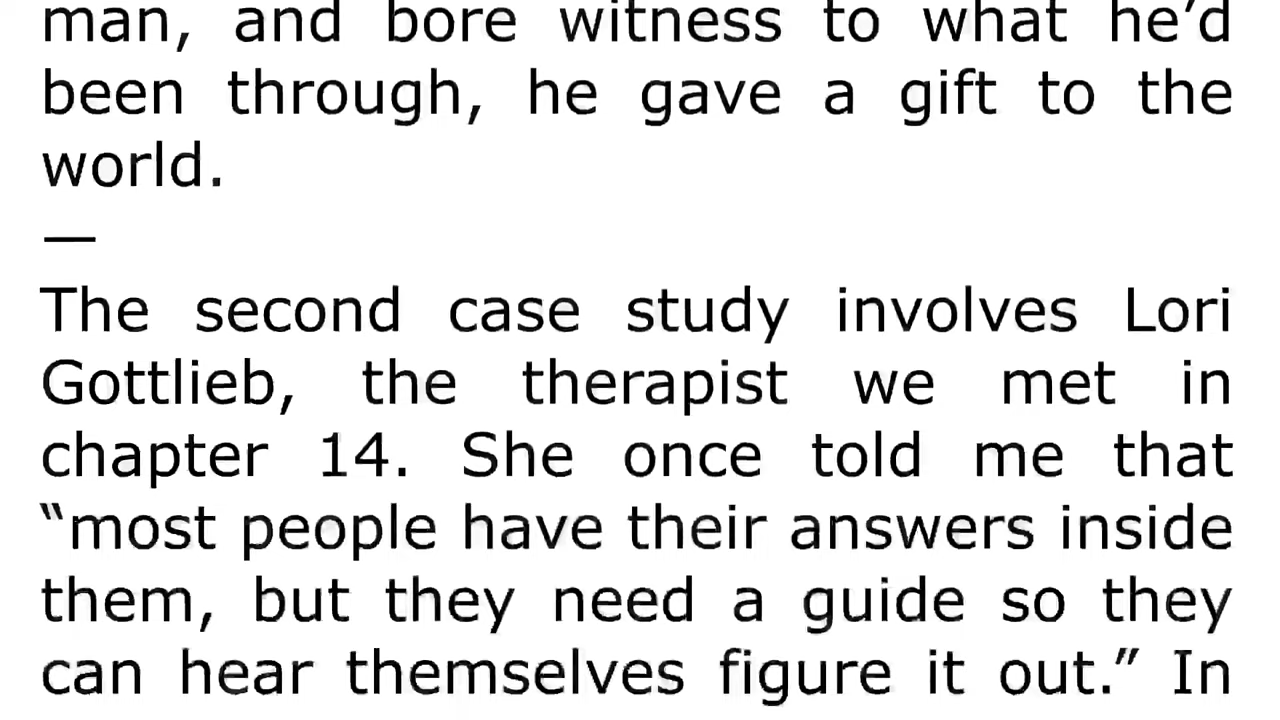 man, and bore witness to what he’d
been through, he gave a gift to the
world.
—
The second case study involves Lori
Gottlieb, the therapist we met in
chapter 14. She once told me that
“most people have their answers inside
them, but they need a guide so they
can hear themselves figure it out.” In